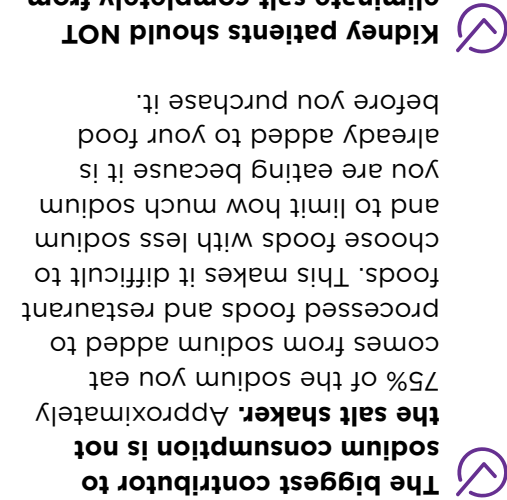 The biggest contributor to
sodium consumption is not
the salt shaker. Approximately
75% of the sodium you eat
comes from sodium added to
processed foods and restaurant
foods. This makes it difficult to
choose foods with less sodium
and to limit how much sodium
you are eating because it is
already added to your food
before you purchase it.
Kidney patients should NOT
eliminate salt completely from